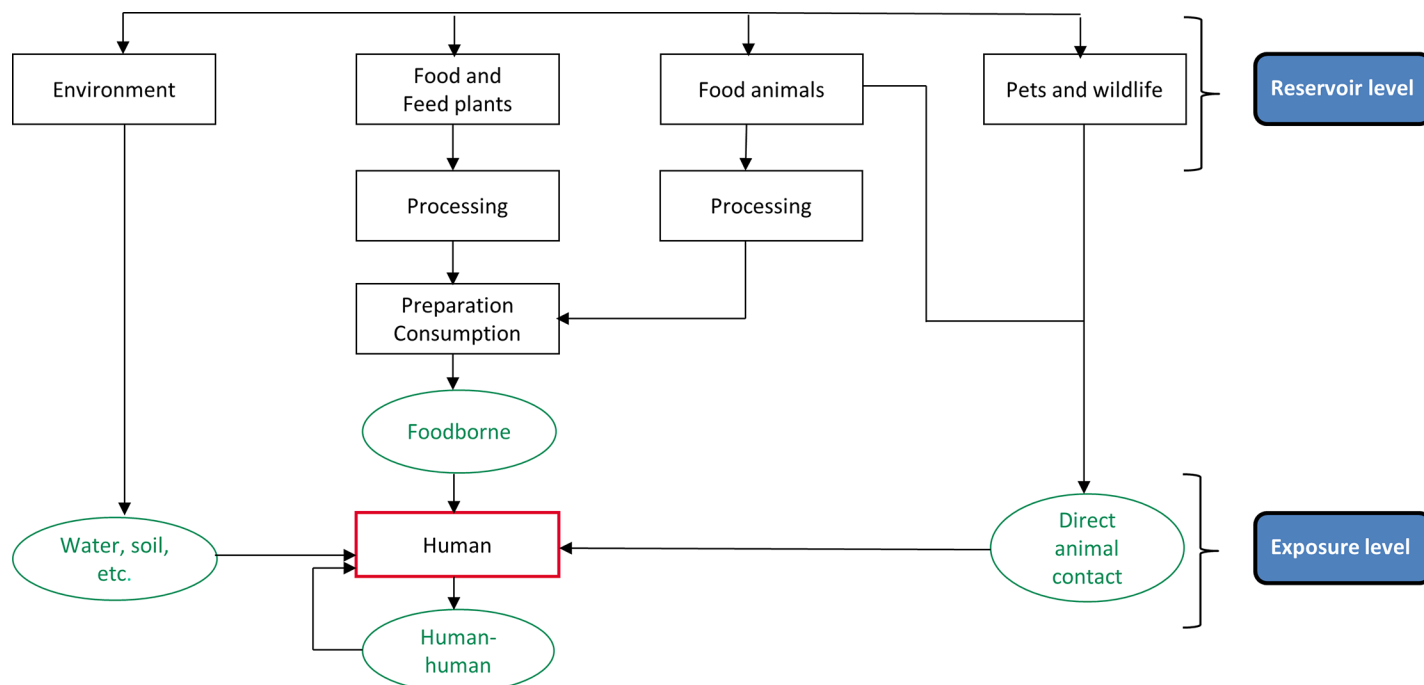 Environment
Food and
Feed plants
Food animals
Pets and wildlife
Reservoir level
Processing
Processing
Preparation
Consumption
Foodborne
Water, soil,
etc.
Human
Direct
animal
contact
Exposure level
Human-
human